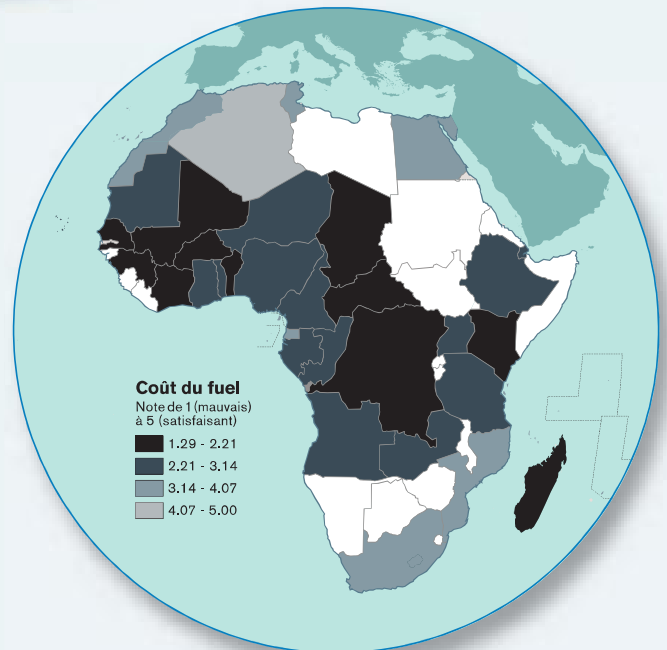 Coût du fuel
Note de 1 (mauvais)
à 5 (satisfaisant)
1.29 - 2.21
2.21 - 3.14
3.14 - 4.07
4.07 - 5.00